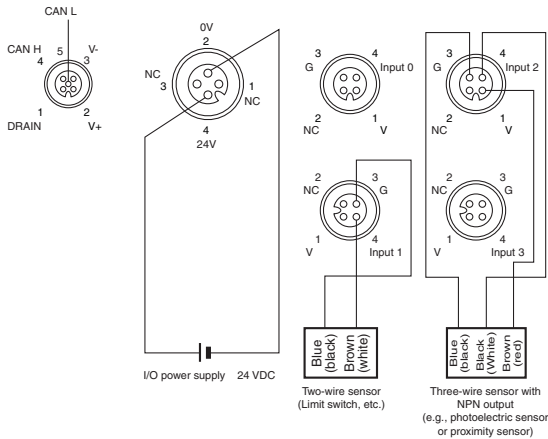 CAN L
CAN H
4
5
V-
3
1
DRAIN
2
V+
0V
2
NC
3
1
NC
4
24V
I/O power supply 24 VDC
3
G
4
Input 0
2
NC
1
V
2
NC
3
G
1
V
4
Input 1
Blue
(black)
Brown
(white)
Two-wire sensor
(Limit switch, etc.)
3
G
4
Input 2
2
NC
1
V
2
NC
3
G
1
V
4
Input 3
Blue
(black)
Black
(White)
Brown
(red)
Three-wire sensor with
NPN output
(e.g., photoelectric sensor
or proximity sensor)